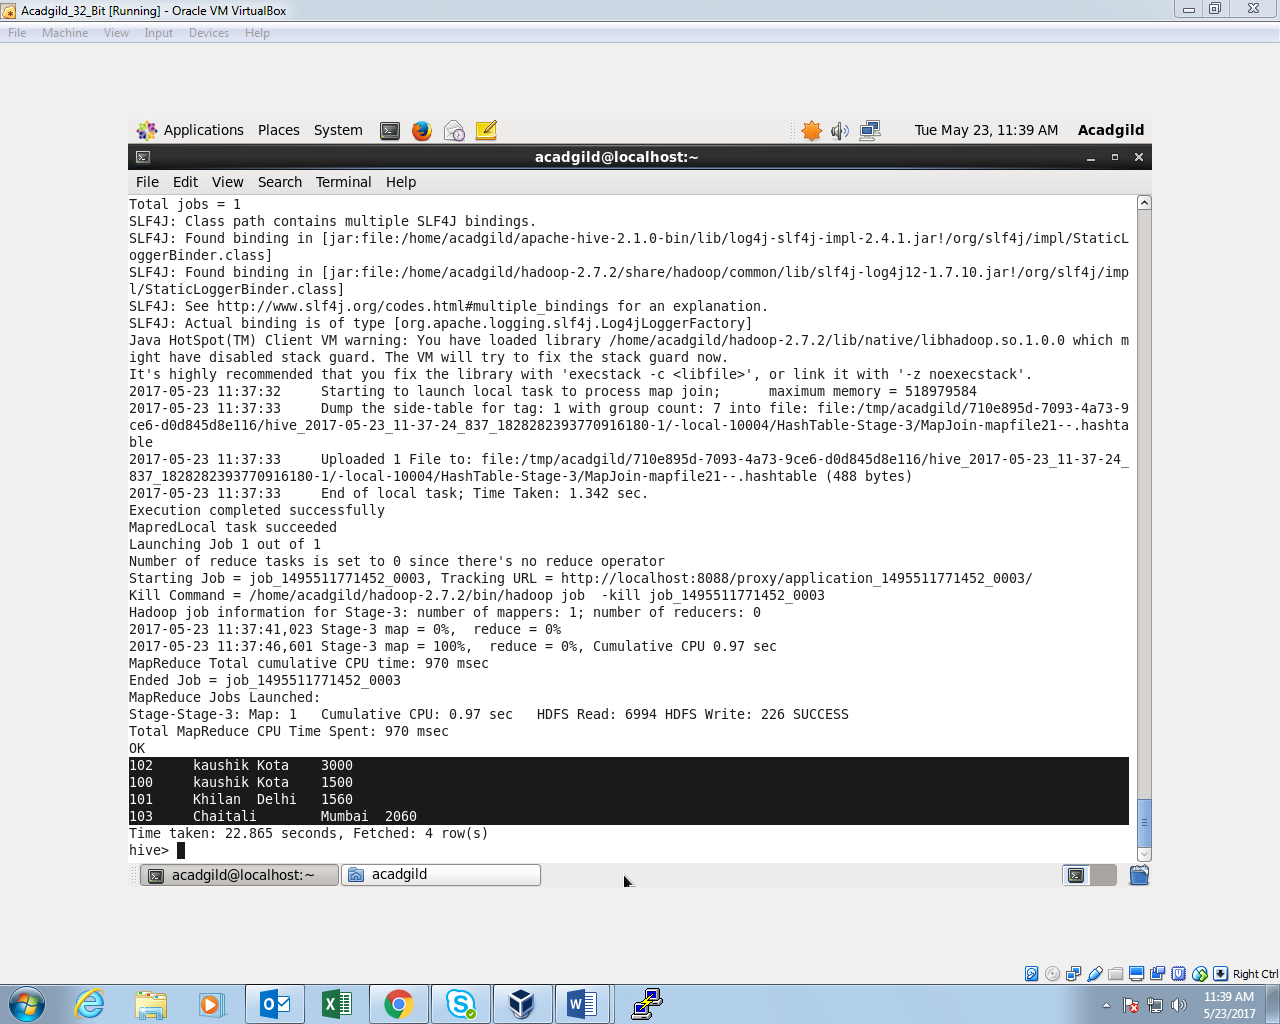 Acadgild_32_Bit [Running] - Oracle VM VirtualBox
File Machine View Input Devices Help
Applications Places System Tue May 23, 11:39 AM Acadgild
acadgild@localhost:~
File Edit View Search Terminal Help
Total jobs = 1
SLF4J: Class path contains multiple SLF4J bindings.
SLF4J: Found binding in [jar:file:/home/acadgild/apache-hive-2.1.0-bin/lib/log4j-slf4j-impl-2.4.1.jar!/org/slf4j/impl/StaticL
oggerBinder.class]
SLF4J: Found binding in [jar:file:/home/acadgild/hadoop-2.7.2/share/hadoop/common/lib/slf4j-log4j12-1.7.10.jar!/org/slf4j/imp
l/StaticLoggerBinder.class]
SLF4J: See http://www.slf4j.org/codes.html#multiple_bindings for an explanation.
SLF4J: Actual binding is of type [org.apache.logging.slf4j.Log4jLoggerFactory]
Java HotSpot(TM) Client VM warning: You have loaded library /home/acadgild/hadoop-2.7.2/lib/native/libhadoop.so.1.0.0 which m
ight have disabled stack guard. The VM will try to fix the stack guard now.
It's highly recommended that you fix the library with 'execstack -c <libfile>', or link it with '-z noexecstack'.
2017-05-23 11:37:32     Starting to launch local task to process map join;      maximum memory = 518979584
2017-05-23 11:37:33     Dump the side-table for tag: 1 with group count: 7 into file: file:/tmp/acadgild/710e895d-7093-4a73-9
ce6-d0d845d8e116/hive_2017-05-23_11-37-24_837_1828282393770916180-1/-local-10004/HashTable-Stage-3/MapJoin-mapfile21--.hashta
ble
2017-05-23 11:37:33     Uploaded 1 File to: file:/tmp/acadgild/710e895d-7093-4a73-9ce6-d0d845d8e116/hive_2017-05-23_11-37-24_
837_1828282393770916180-1/-local-10004/HashTable-Stage-3/MapJoin-mapfile21--.hashtable (488 bytes)
2017-05-23 11:37:33     End of local task; Time Taken: 1.342 sec.
Execution completed successfully
MapredLocal task succeeded
Launching Job 1 out of 1
Number of reduce tasks is set to 0 since there's no reduce operator
Starting Job = job_1495511771452_0003, Tracking URL = http://localhost:8088/proxy/application_1495511771452_0003/
Kill Command = /home/acadgild/hadoop-2.7.2/bin/hadoop job  -kill job_1495511771452_0003
Hadoop job information for Stage-3: number of mappers: 1; number of reducers: 0
2017-05-23 11:37:41,023 Stage-3 map = 0%,  reduce = 0%
2017-05-23 11:37:46,601 Stage-3 map = 100%,  reduce = 0%, Cumulative CPU 0.97 sec
MapReduce Total cumulative CPU time: 970 msec
Ended Job = job_1495511771452_0003
MapReduce Jobs Launched:
Stage-Stage-3: Map: 1   Cumulative CPU: 0.97 sec   HDFS Read: 6994 HDFS Write: 226 SUCCESS
Total MapReduce CPU Time Spent: 970 msec
OK
102     kaushik Kota    3000
100     kaushik Kota    1500
101     Khilan  Delhi   1560
103     Chaitali        Mumbai  2060
Time taken: 22.865 seconds, Fetched: 4 row(s)
hive>
acadgild@localhost:~ acadgild
Right Ctrl
11:39 AM
5/23/2017